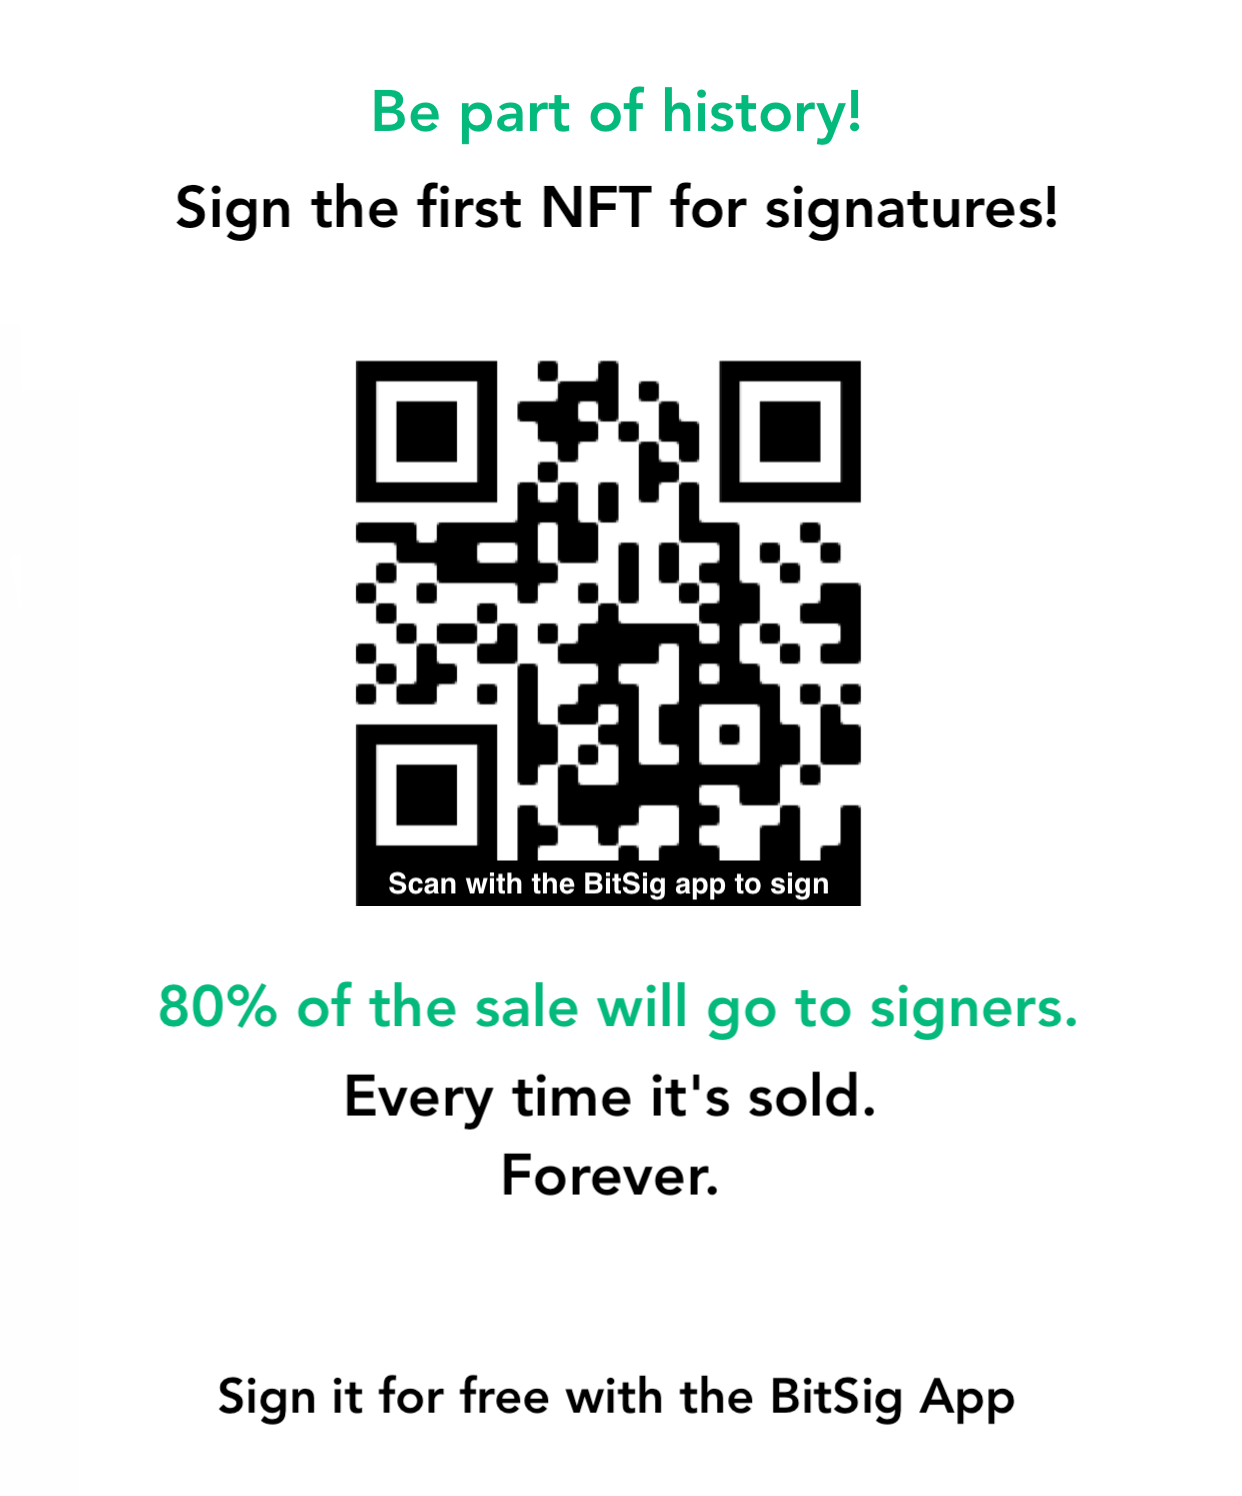 Be part of history!
Sign the first NFT for signatures!
Scan with the BitSig app to sign
80% of the sale will go to signers.
Every time it's sold.
Forever.
Sign it for free with the BitSig App